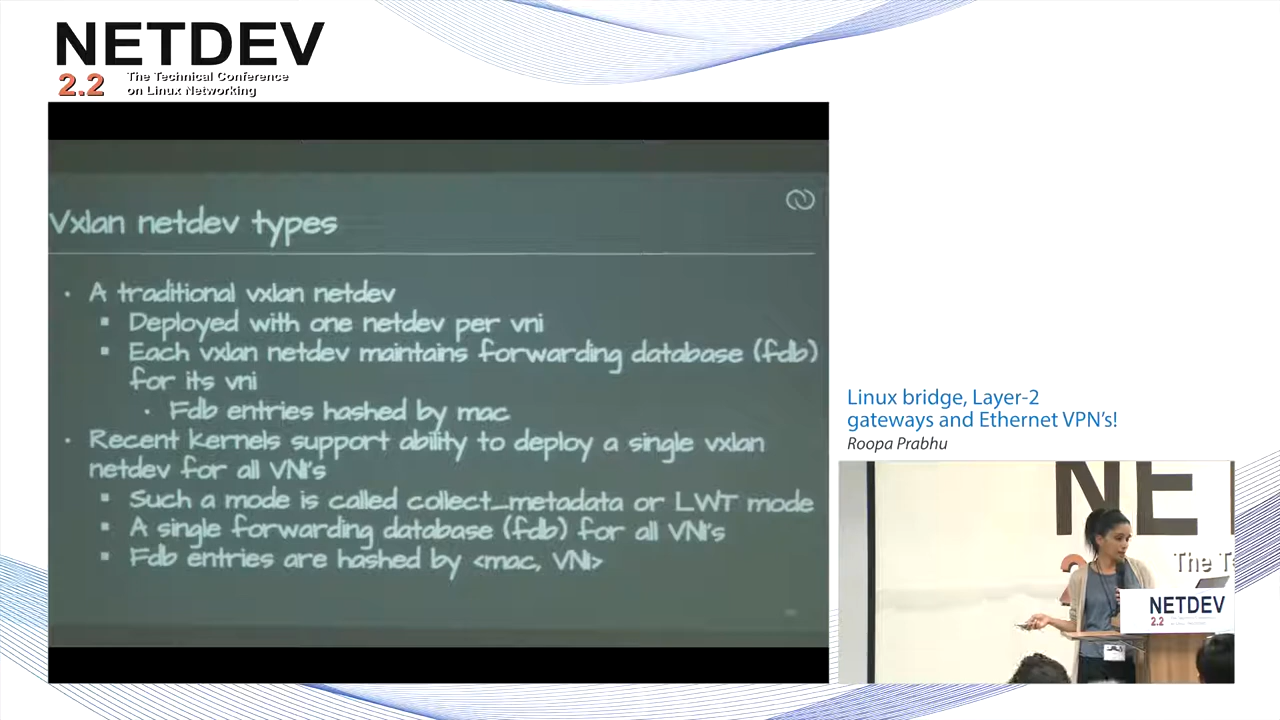 NETDEV
2.2
The Technical Conference
on Linux Networking
Vxlan netdev types
• A traditional vxlan netdev
▪ Deployed with one netdev per vni
▪ Each vxlan netdev maintains forwarding database (fdb)
for its vni
• Fdb entries hashed by mac
• Recent kernels support ability to deploy a single vxlan
netdev for all VNI's
▪ Such a mode is called collect_metadata or LWT mode
▪ A single forwarding database (fdb) for all VNI's
▪ Fdb entries are hashed by <mac, VNI>
Linux bridge, Layer-2
gateways and Ethernet VPN's!
Roopa Prabhu
NE
The T
NETDEV
2.2